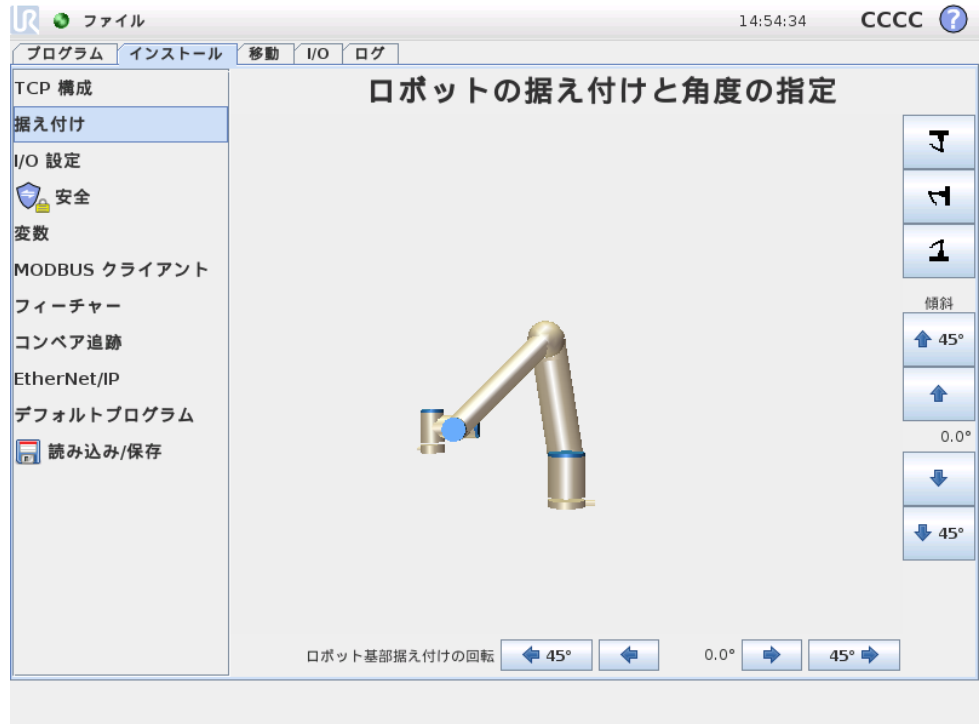 UR ファイル 14:54:34 CCCC ?
プログラム インストール 移動 I/O ログ
TCP 構成
据え付け
I/O 設定
安全
変数
MODBUS クライアント
フィーチャー
コンベア追跡
EtherNet/IP
デフォルトプログラム
読み込み/保存
ロボットの据え付けと角度の指定
傾斜
45°
0.0°
45°
ロボット基部据え付けの回転 45° 0.0° 45°